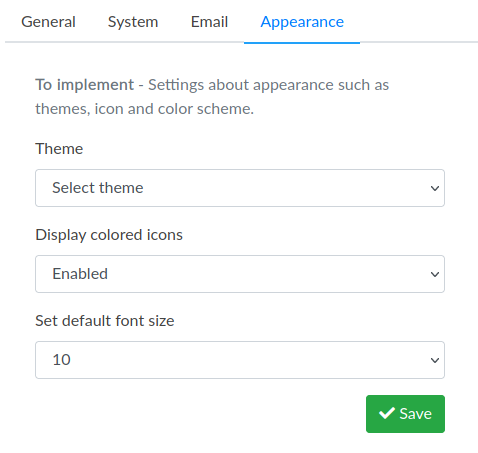 General System Email Appearance
To implement - Settings about appearance such as
themes, icon and color scheme.
Theme
Select theme
Display colored icons
Enabled
Set default font size
10
Save